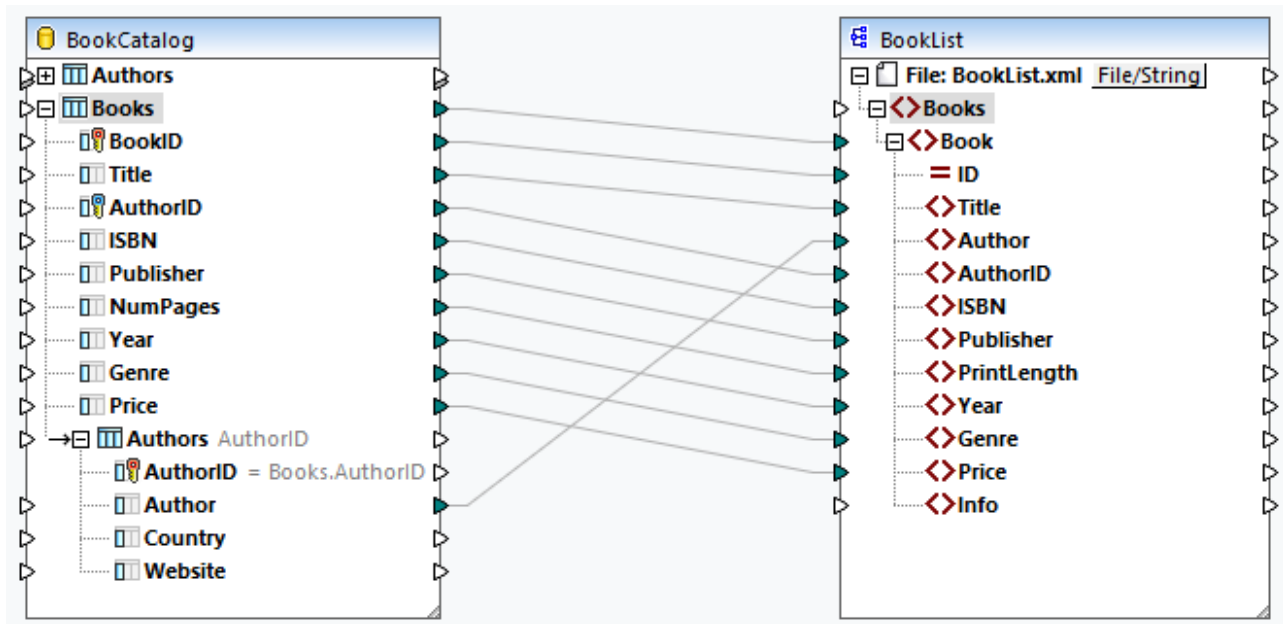 BookCatalog
Authors
Books
BookID
Title
AuthorID
ISBN
Publisher
NumPages
Year
Genre
Price
Authors AuthorID
AuthorID = Books.AuthorID
Author
Country
Website
BookList
File: BookList.xml File/String
Books
Book
ID
Title
Author
AuthorID
ISBN
Publisher
PrintLength
Year
Genre
Price
Info